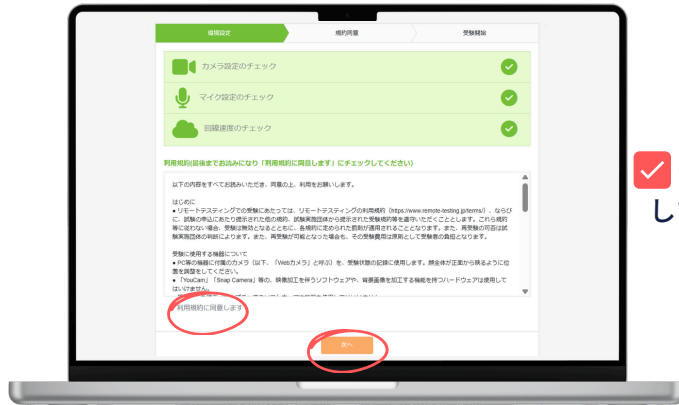 環境設定
規約同意
受験開始
カメラ設定のチェック
マイク設定のチェック
回線速度のチェック
利用規約(最後までお読みになり「利用規約に同意します」にチェックしてください)
以下の内容をすべてお読みいただき、同意の上、利用をお願いします。
はじめに
● リモートテスティングでの受験にあたっては、リモートテスティングの利用規約（https://www.remote-testing.jp/terms/）、ならび
に、試験の申込にあたり提示された他の規約、試験実施団体から提示された受験規約等を遵守いただくこととします。これら規約
等に従わない場合、受験は無効となるとともに、各規約に定められた罰則が適用されることとなります。また、再受験の可否は試
験実施団体の判断によります。また、再受験が可能となった場合も、その受験費用は原則として受験者の負担となります。
受験に使用する機器について
● PC等の機器に付属のカメラ（以下、「Webカメラ」と呼ぶ）を、受験状態の記録に使用します。顔全体が正面から映るように位
置を調整をしてください。
● 「YouCam」「Snap Camera」等の、映像加工を伴うソフトウェアや、背景画像を加工する機能を持つハードウェアは使用して
はいけません。
利用規約に同意します
次へ
し